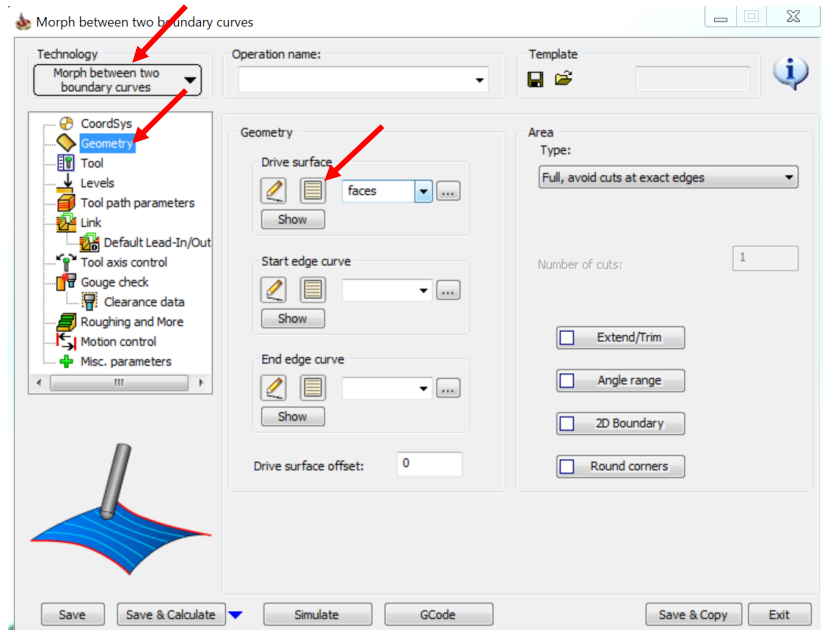 Morph between two boundary curves
Technology
Morph between two
boundary curves
Operation name:
Template
CoordSys
Geometry
Tool
Levels
Tool path parameters
Link
Default Lead-In/Out
Tool axis control
Gouge check
Clearance data
Roughing and More
Motion control
Misc. parameters
Geometry
Drive surface
faces
...
Show
Start edge curve
...
Show
End edge curve
...
Show
Drive surface offset:
0
Area
Type:
Full, avoid cuts at exact edges
Number of cuts:
1
Extend/Trim
Angle range
2D Boundary
Round corners
Save
Save & Calculate
Simulate
GCode
Save & Copy
Exit